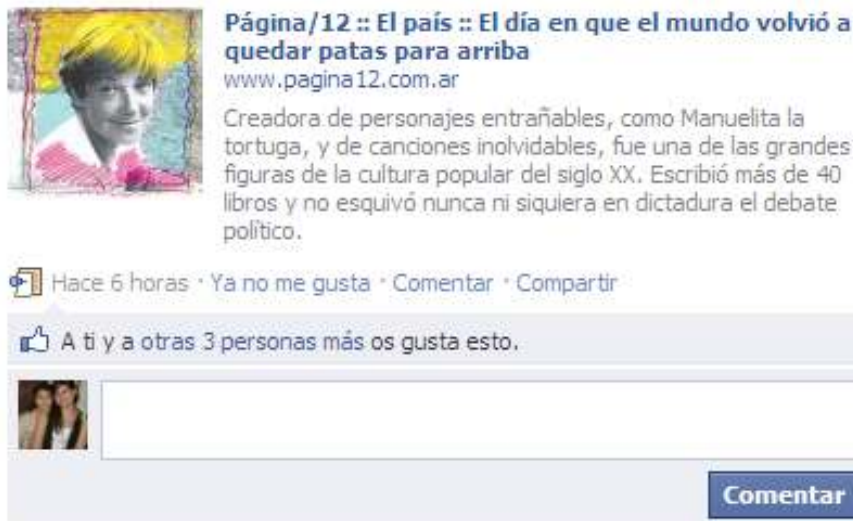 Página/12 :: El país :: El día en que el mundo volvió a
quedar patas para arriba
www.pagina12.com.ar
Creadora de personajes entrañables, como Manuelita la
tortuga, y de canciones inolvidables, fue una de las grandes
figuras de la cultura popular del siglo XX. Escribió más de 40
libros y no esquivó nunca ni siquiera en dictadura el debate
político.
Hace 6 horas · Ya no me gusta · Comentar · Compartir
A ti y a otras 3 personas más os gusta esto.
Comentar